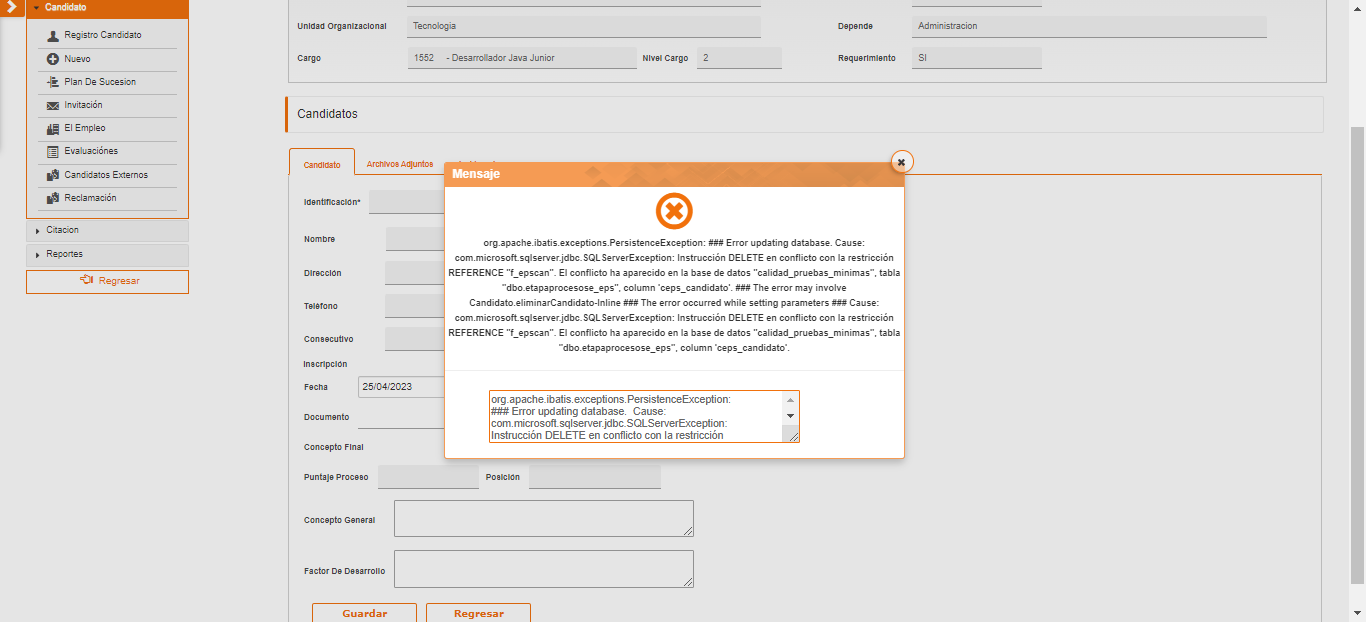 Candidato
Registro Candidato
Nuevo
Plan De Sucesion
Invitación
El Empleo
Evaluaciónes
Candidatos Externos
Reclamación
Citacion
Reportes
Regresar
Unidad Organizacional Tecnologia Depende Administracion
Cargo 1552 - Desarrollador Java Junior Nivel Cargo 2 Requerimiento SI
Candidatos
Candidato Archivos Adjuntos
Identificación*
Nombre
Dirección
Teléfono
Consecutivo
Inscripción
Fecha 25/04/2023
Documento
Concepto Final
Puntaje Proceso Posición
Concepto General
Factor De Desarrollo
Guardar Regresar
Mensaje
org.apache.ibatis.exceptions.PersistenceException: ### Error updating database. Cause:
com.microsoft.sqlserver.jdbc.SQLServerException: Instrucción DELETE en conflicto con la restricción
REFERENCE "f_epscan". El conflicto ha aparecido en la base de datos "calidad_pruebas_minimas", tabla
"dbo.etapaprocesose_eps", column 'ceps_candidato'. ### The error may involve
Candidato.eliminarCandidato-Inline ### The error occurred while setting parameters ### Cause:
com.microsoft.sqlserver.jdbc.SQLServerException: Instrucción DELETE en conflicto con la restricción
REFERENCE "f_epscan". El conflicto ha aparecido en la base de datos "calidad_pruebas_minimas", tabla
"dbo.etapaprocesose_eps", column 'ceps_candidato'.
org.apache.ibatis.exceptions.PersistenceException:
### Error updating database. Cause:
com.microsoft.sqlserver.jdbc.SQLServerException:
Instrucción DELETE en conflicto con la restricción